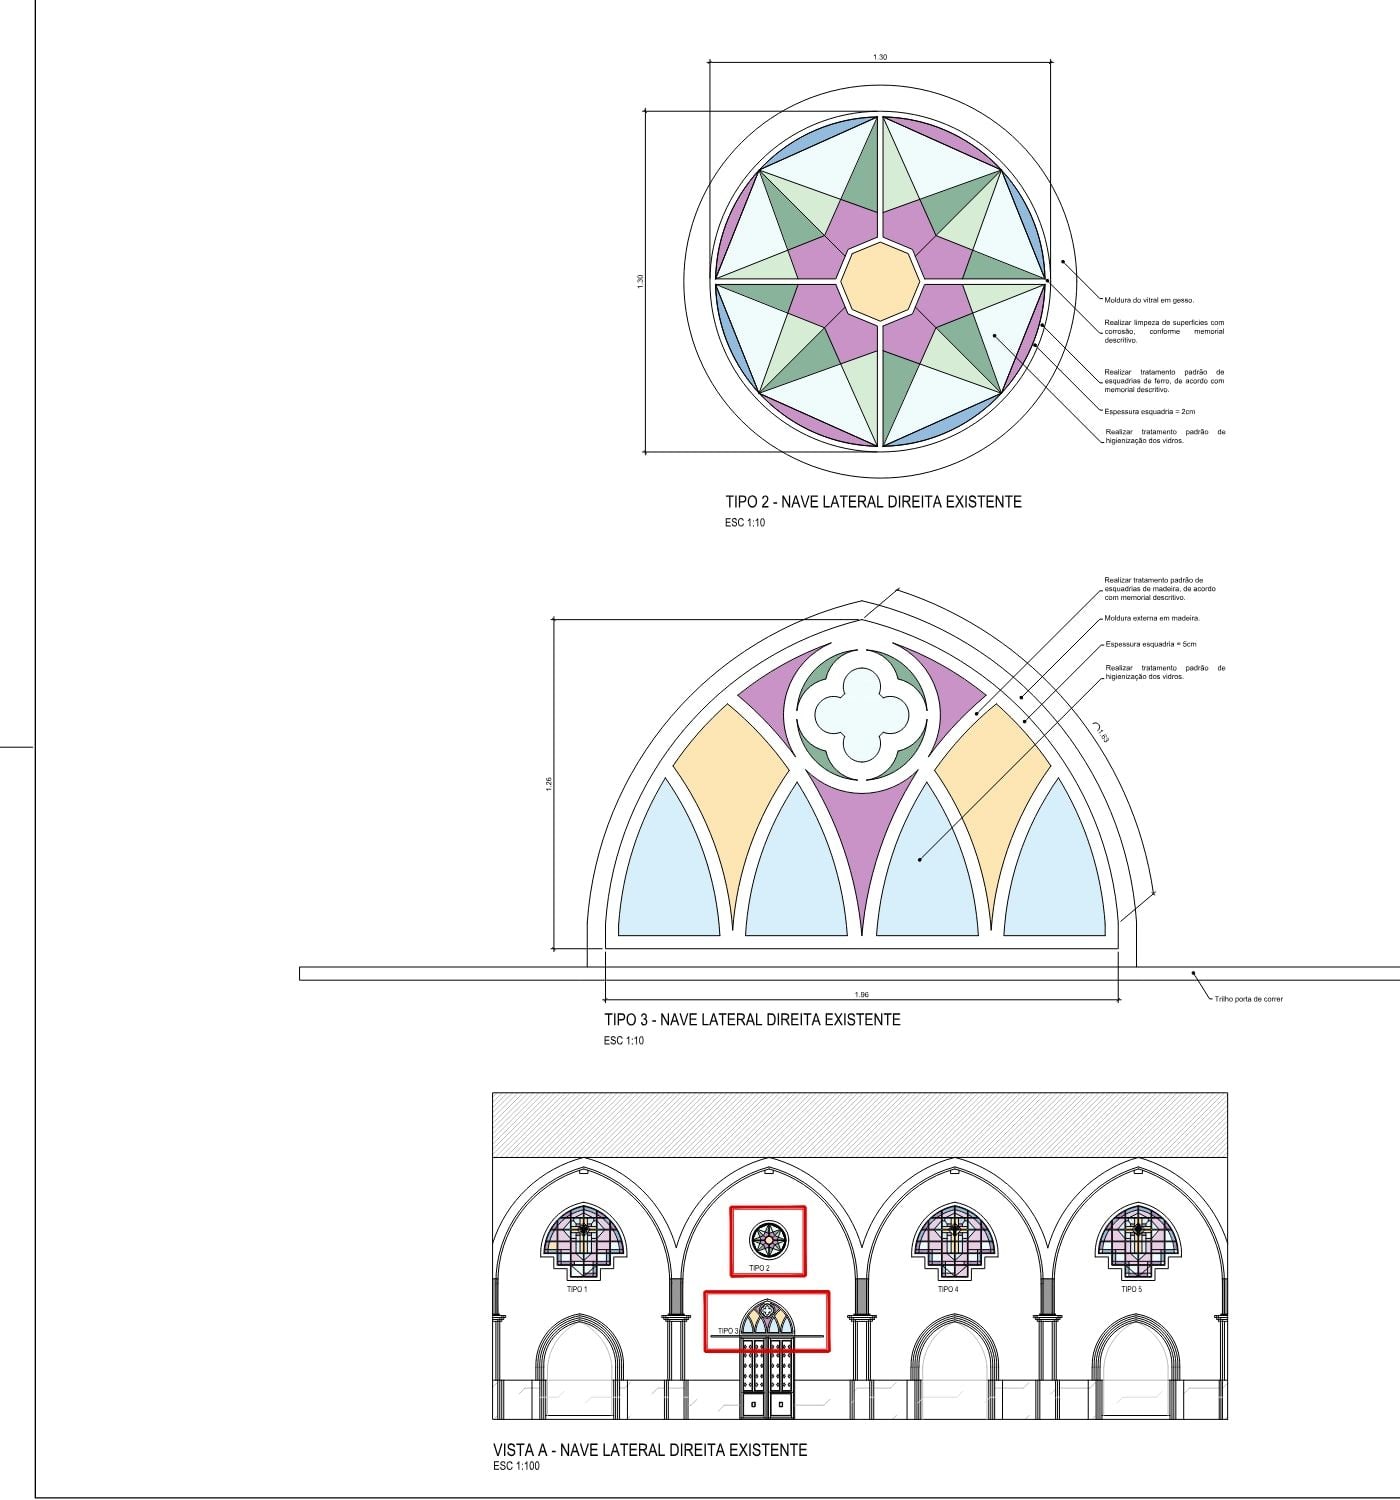 1.30
1.30
Moldura do vitral em gesso.
Realizar limpeza de superfícies com
corrosão, conforme memorial
descritivo.
Realizar tratamento padrão de
esquadrias de ferro, de acordo com
memorial descritivo.
Espessura esquadria = 2cm
Realizar tratamento padrão de
higienização dos vidros.
TIPO 2 - NAVE LATERAL DIREITA EXISTENTE
ESC 1:10
Realizar tratamento padrão de
esquadrias de madeira, de acordo
com memorial descritivo.
Moldura externa em madeira.
Espessura esquadria = 5cm
Realizar tratamento padrão de
higienização dos vidros.
1.63
1.26
1.96
Trilho porta de correr
TIPO 3 - NAVE LATERAL DIREITA EXISTENTE
ESC 1:10
TIPO 2
TIPO 1
TIPO 4
TIPO 5
TIPO 3
VISTA A - NAVE LATERAL DIREITA EXISTENTE
ESC 1:100